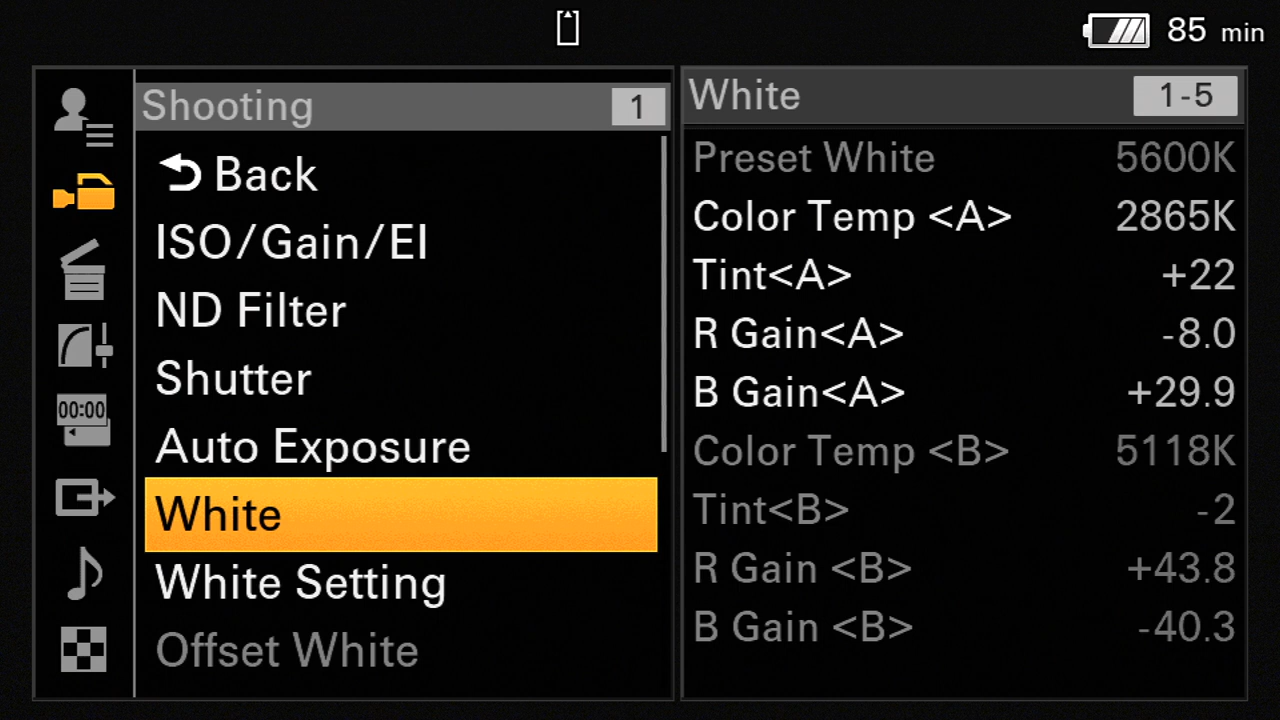 85 min
Shooting 1
Back
ISO/Gain/EI
ND Filter
Shutter
Auto Exposure
White
White Setting
Offset White
00:00
White 1-5
Preset White 5600K
Color Temp <A> 2865K
Tint<A> +22
R Gain<A> -8.0
B Gain<A> +29.9
Color Temp <B> 5118K
Tint<B> -2
R Gain <B> +43.8
B Gain <B> -40.3